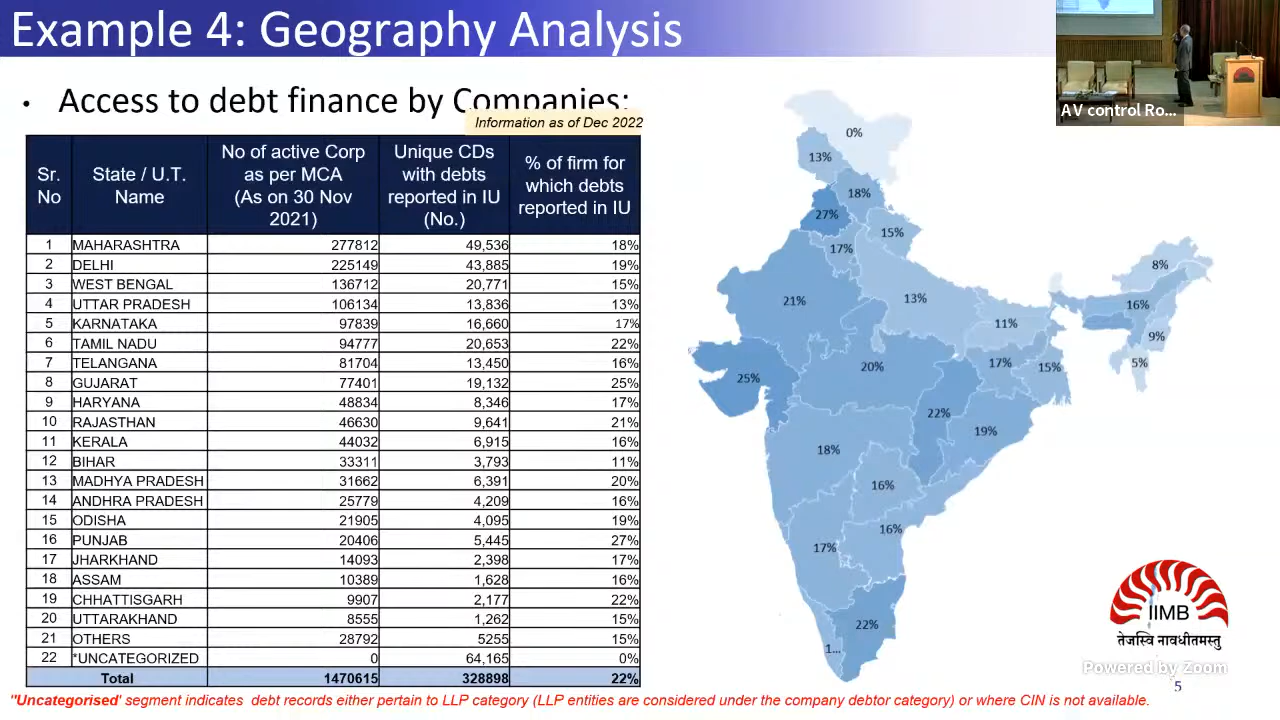 Example 4: Geography Analysis
AV control Ro...
• Access to debt finance by Companies:
Information as of Dec 2022
Sr. No | State / U.T. Name | No of active Corp as per MCA (As on 30 Nov 2021) | Unique CDs with debts reported in IU (No.) | % of firm for which debts reported in IU
1 | MAHARASHTRA | 277812 | 49,536 | 18%
2 | DELHI | 225149 | 43,885 | 19%
3 | WEST BENGAL | 136712 | 20,771 | 15%
4 | UTTAR PRADESH | 106134 | 13,836 | 13%
5 | KARNATAKA | 97839 | 16,660 | 17%
6 | TAMIL NADU | 94777 | 20,653 | 22%
7 | TELANGANA | 81704 | 13,450 | 16%
8 | GUJARAT | 77401 | 19,132 | 25%
9 | HARYANA | 48834 | 8,346 | 17%
10 | RAJASTHAN | 46630 | 9,641 | 21%
11 | KERALA | 44032 | 6,915 | 16%
12 | BIHAR | 33311 | 3,793 | 11%
13 | MADHYA PRADESH | 31662 | 6,391 | 20%
14 | ANDHRA PRADESH | 25779 | 4,209 | 16%
15 | ODISHA | 21905 | 4,095 | 19%
16 | PUNJAB | 20406 | 5,445 | 27%
17 | JHARKHAND | 14093 | 2,398 | 17%
18 | ASSAM | 10389 | 1,628 | 16%
19 | CHHATTISGARH | 9907 | 2,177 | 22%
20 | UTTARAKHAND | 8555 | 1,262 | 15%
21 | OTHERS | 28792 | 5255 | 15%
22 | *UNCATEGORIZED | 0 | 64,165 | 0%
Total | 1470615 | 328898 | 22%
0%
13%
18%
27%
15%
17%
8%
21%
13%
16%
11%
9%
20%
17%
15%
5%
25%
22%
19%
18%
16%
16%
17%
22%
1...
IIMB
तेजस्वि नावधीतमस्तु
Powered by Zoom
5
"Uncategorised' segment indicates debt records either pertain to LLP category (LLP entities are considered under the company debtor category) or where CIN is not available.